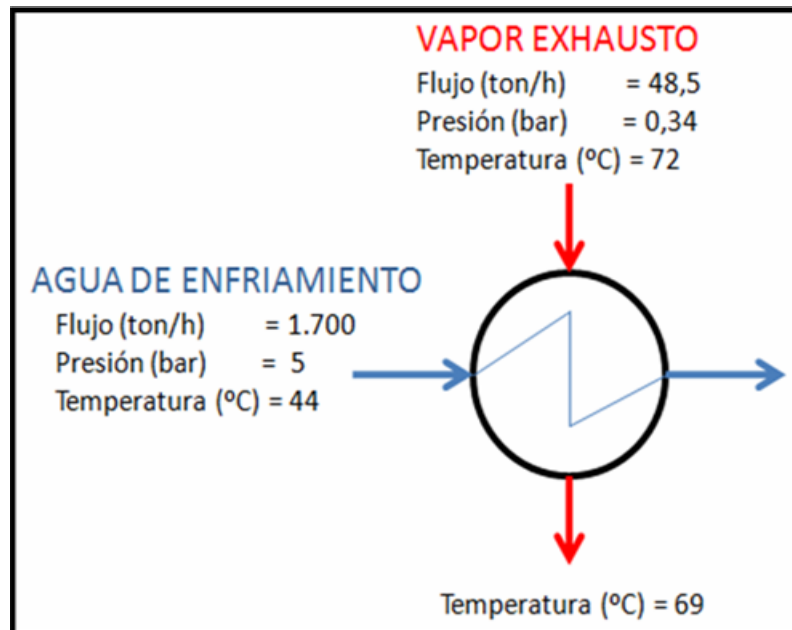 VAPOR EXHAUSTO
Flujo (ton/h) = 48,5
Presión (bar) = 0,34
Temperatura (ºC) = 72
AGUA DE ENFRIAMIENTO
Flujo (ton/h) = 1.700
Presión (bar) = 5
Temperatura (ºC) = 44
Temperatura (ºC) = 69